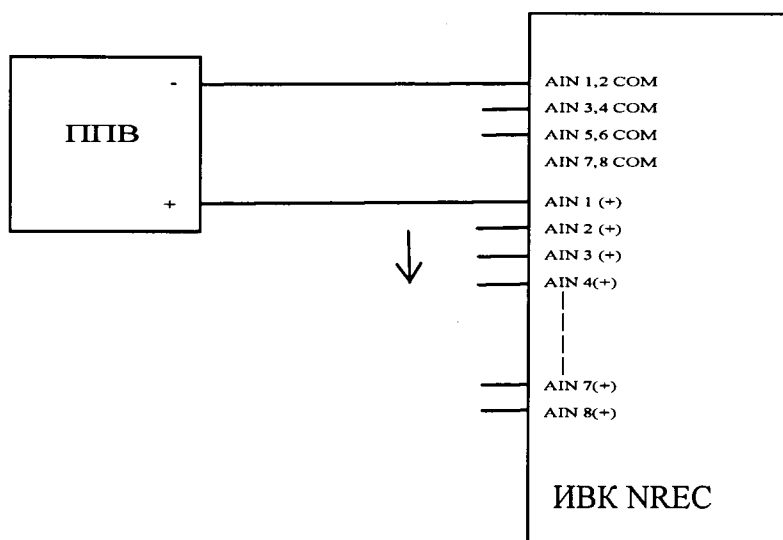 -
ППВ
+
AIN 1,2 COM
AIN 3,4 COM
AIN 5,6 COM
AIN 7,8 COM
AIN 1 (+)
AIN 2 (+)
AIN 3 (+)
AIN 4(+)
AIN 7(+)
AIN 8(+)
ИВК NREC